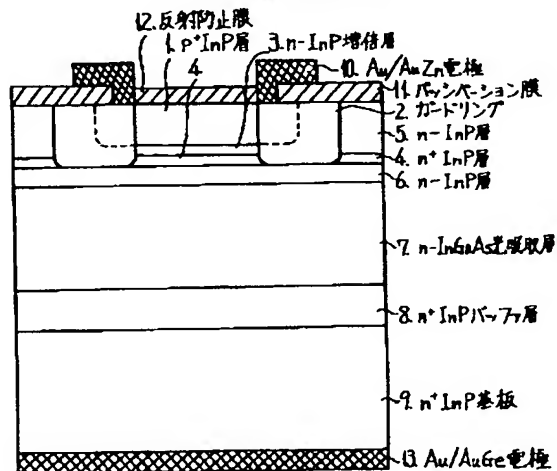 12. 反射防止膜
1. p⁺InP層
3. n-InP増倍層
4.
10. Au/AuZn電極
11. パッシベーション膜
2. ガードリング
5. n-InP層
4. n⁺InP層
6. n-InP層
7. n-InGaAs光吸収層
8. n⁺InPバッファ層
9. n⁺InP基板
13. Au/AuGe電極